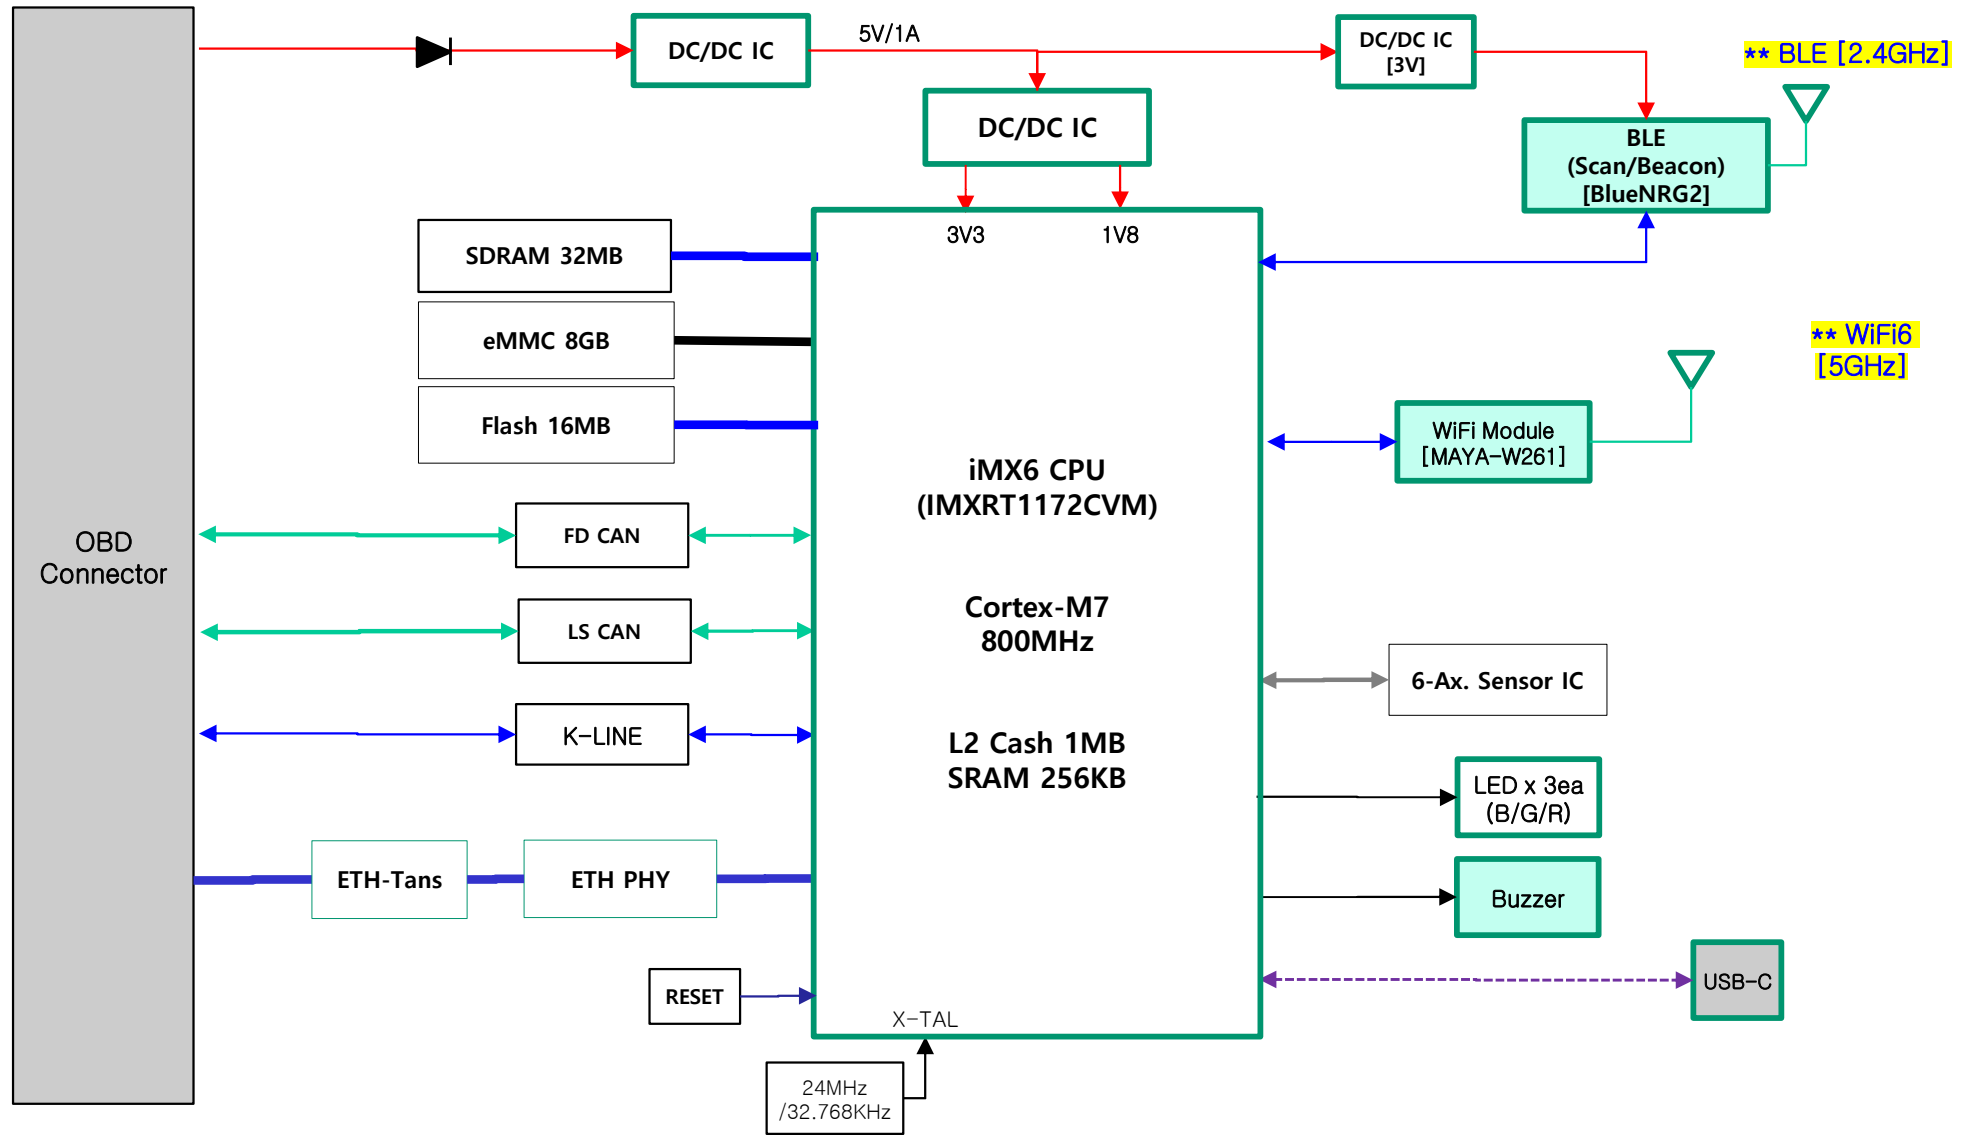 DC/DC IC
5V/1A
DC/DC IC
[3V]
** BLE [2.4GHz]
DC/DC IC
BLE
(Scan/Beacon)
[BlueNRG2]
3V3
1V8
SDRAM 32MB
eMMC 8GB
Flash 16MB
** WiFi6
[5GHz]
WiFi Module
[MAYA-W261]
iMX6 CPU
(IMXRT1172CVM)
OBD
Connector
FD CAN
LS CAN
K-LINE
Cortex-M7
800MHz
6-Ax. Sensor IC
L2 Cash 1MB
SRAM 256KB
LED x 3ea
(B/G/R)
ETH-Tans
ETH PHY
Buzzer
USB-C
RESET
X-TAL
24MHz
/32.768KHz